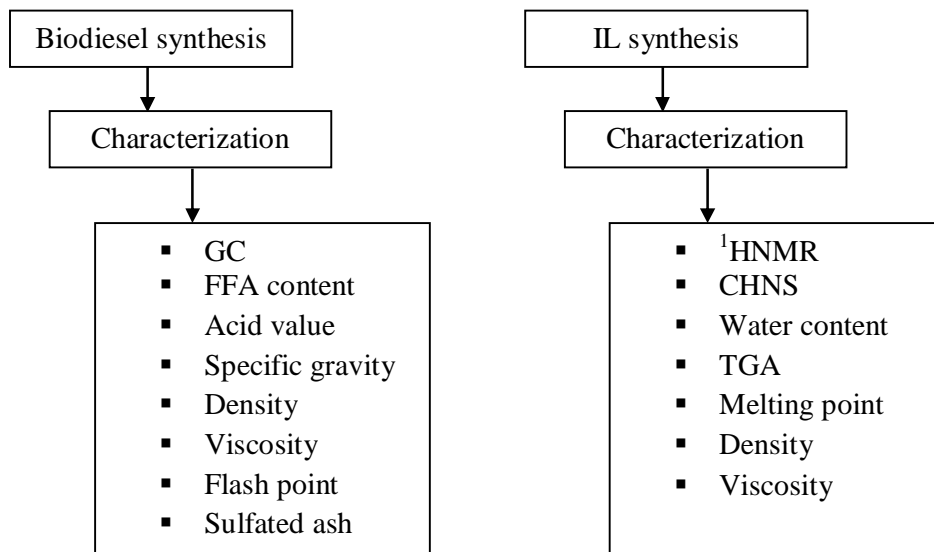 Biodiesel synthesis
Characterization
▪ GC
▪ FFA content
▪ Acid value
▪ Specific gravity
▪ Density
▪ Viscosity
▪ Flash point
▪ Sulfated ash
IL synthesis
Characterization
▪ ¹HNMR
▪ CHNS
▪ Water content
▪ TGA
▪ Melting point
▪ Density
▪ Viscosity